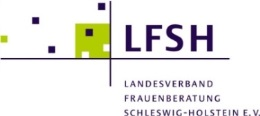 LFSH
LANDESVERBAND
FRAUENBERATUNG
SCHLESWIG-HOLSTEIN E.V.